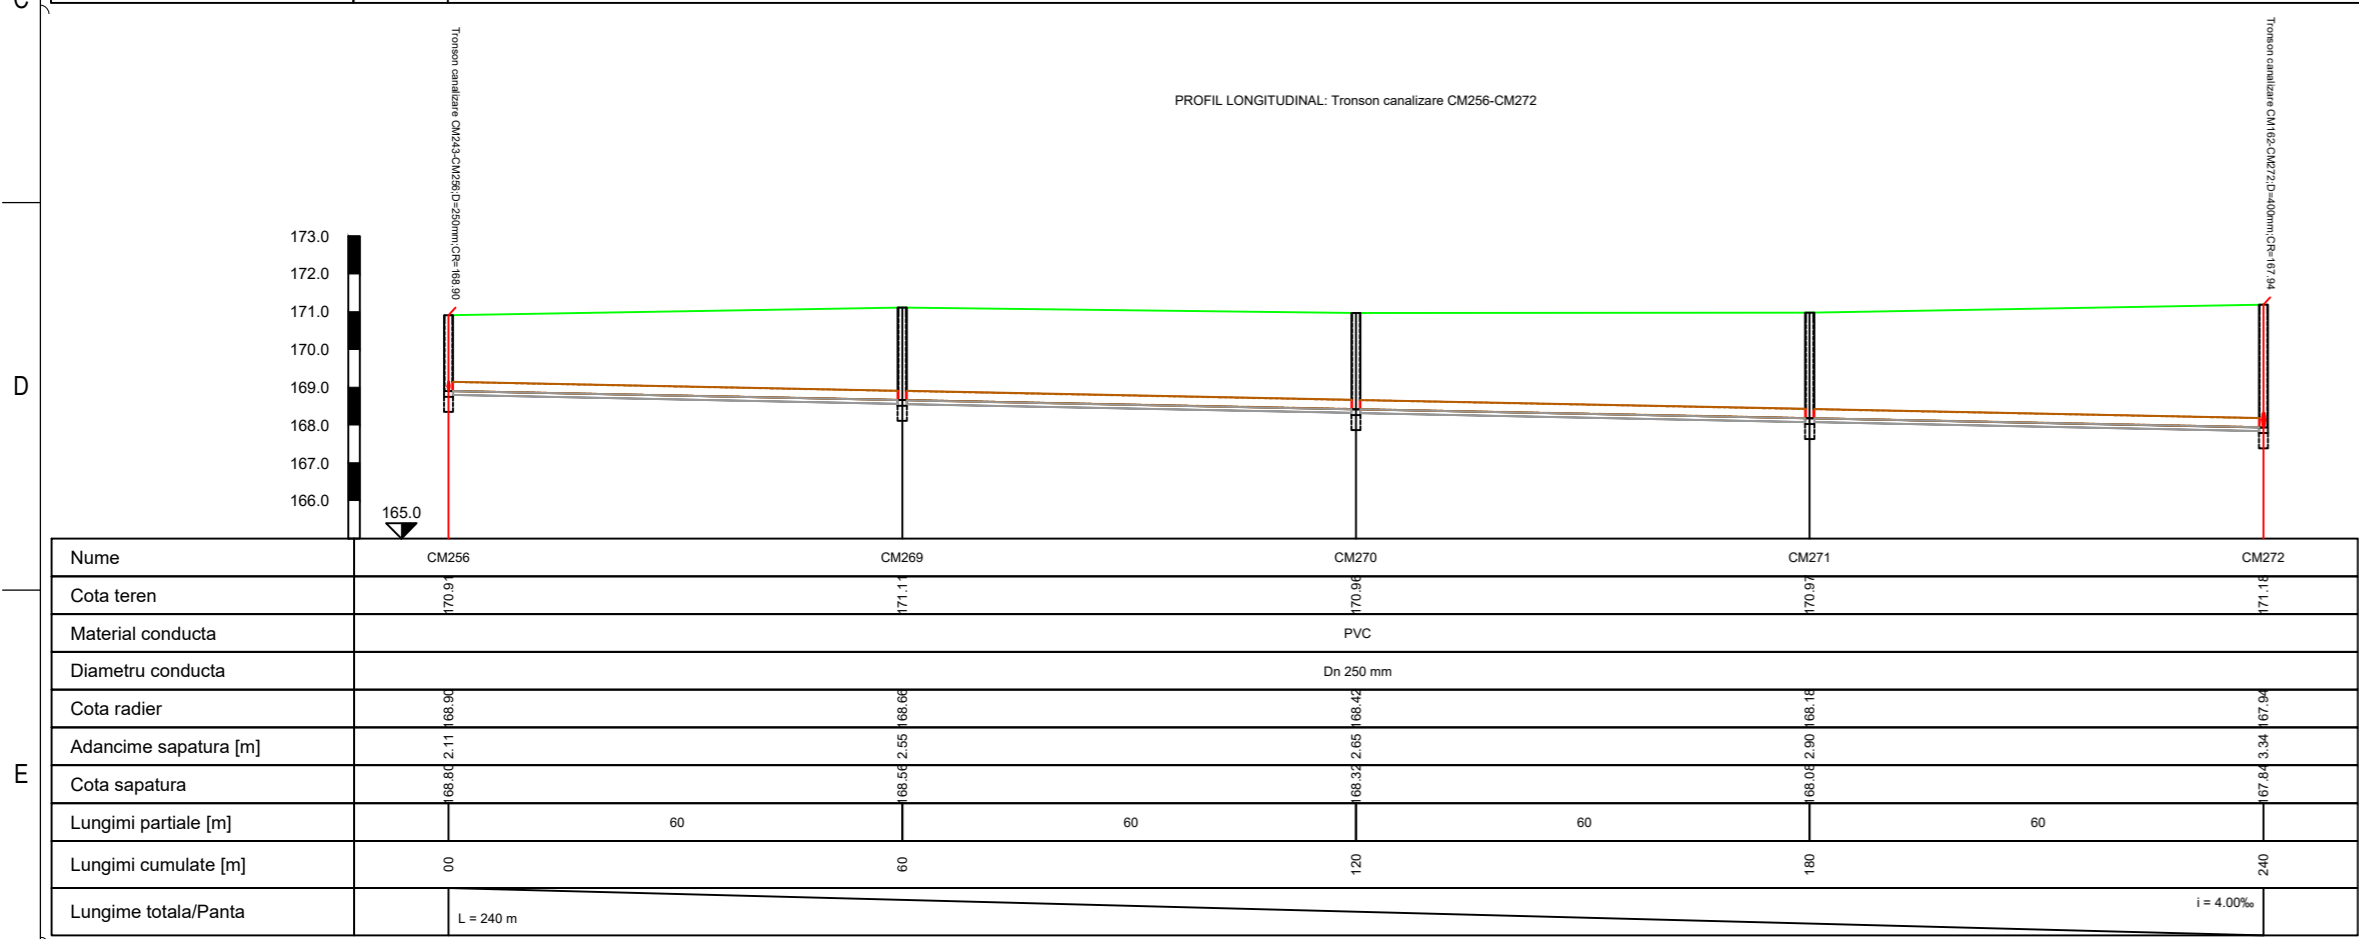 C
Tronson canalizare CM243-CM256;D=250mm;CR=168.90
Tronson canalizare CM162-CM272;D=400mm;CR=167.94
PROFIL LONGITUDINAL: Tronson canalizare CM256-CM272
D
173.0
172.0
171.0
170.0
169.0
168.0
167.0
166.0
165.0
Nume CM256 CM269 CM270 CM271 CM272
Cota teren 170.91 171.11 170.96 170.97 171.18
Material conducta PVC
Diametru conducta Dn 250 mm
Cota radier 168.90 168.66 168.42 168.18 167.94
Adancime sapatura [m] 2.11 2.55 2.65 2.90 3.34
E
Cota sapatura 168.80 168.56 168.32 168.08 167.84
Lungimi partiale [m] 60 60 60 60
Lungimi cumulate [m] 00 60 120 180 240
Lungime totala/Panta L = 240 m i = 4.00‰